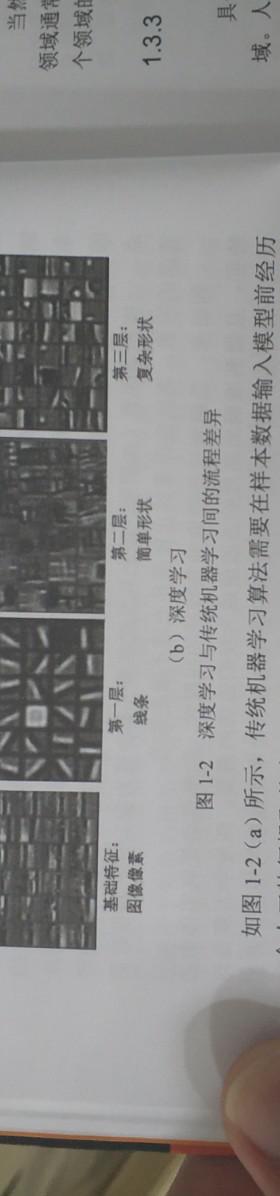 基础特征: 第一层: 第二层: 第三层:
图像像素 线条 简单形状 复杂形状
(b) 深度学习
图 1-2 深度学习与传统机器学习间的流程差异
如图 1-2 (a) 所示，传统机器学习算法需要在样本数据输入模型前经历
领域通常
个领域的
1.3.3
具
域。人